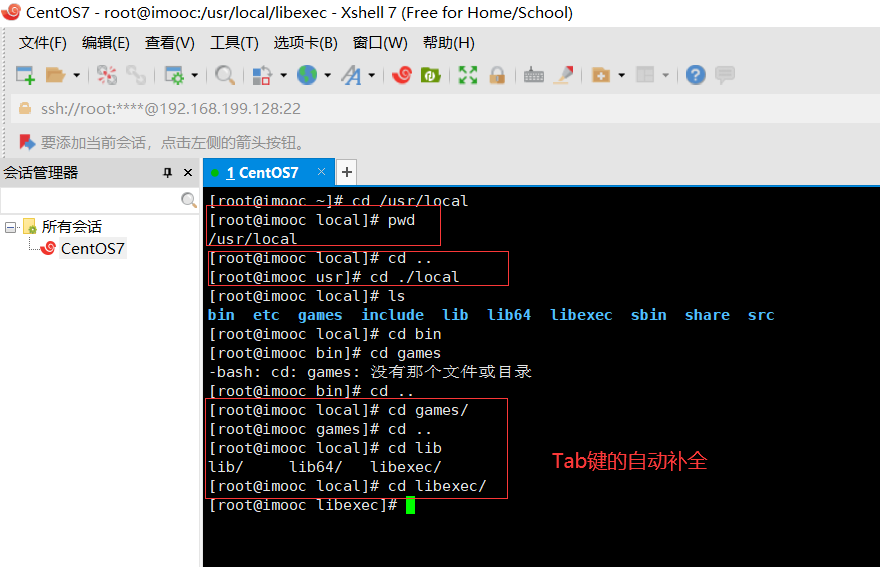 CentOS7 - root@imooc:/usr/local/libexec - Xshell 7 (Free for Home/School)
文件(F) 编辑(E) 查看(V) 工具(T) 选项卡(B) 窗口(W) 帮助(H)
ssh://root:****@192.168.199.128:22
要添加当前会话，点击左侧的箭头按钮。
会话管理器
1 CentOS7
所有会话
CentOS7
[root@imooc ~]# cd /usr/local
[root@imooc local]# pwd
/usr/local
[root@imooc local]# cd ..
[root@imooc usr]# cd ./local
[root@imooc local]# ls
bin etc games include lib lib64 libexec sbin share src
[root@imooc local]# cd bin
[root@imooc bin]# cd games
-bash: cd: games: 没有那个文件或目录
[root@imooc bin]# cd ..
[root@imooc local]# cd games/
[root@imooc games]# cd ..
[root@imooc local]# cd lib
lib/ lib64/ libexec/
[root@imooc local]# cd libexec/
[root@imooc libexec]#
Tab键的自动补全